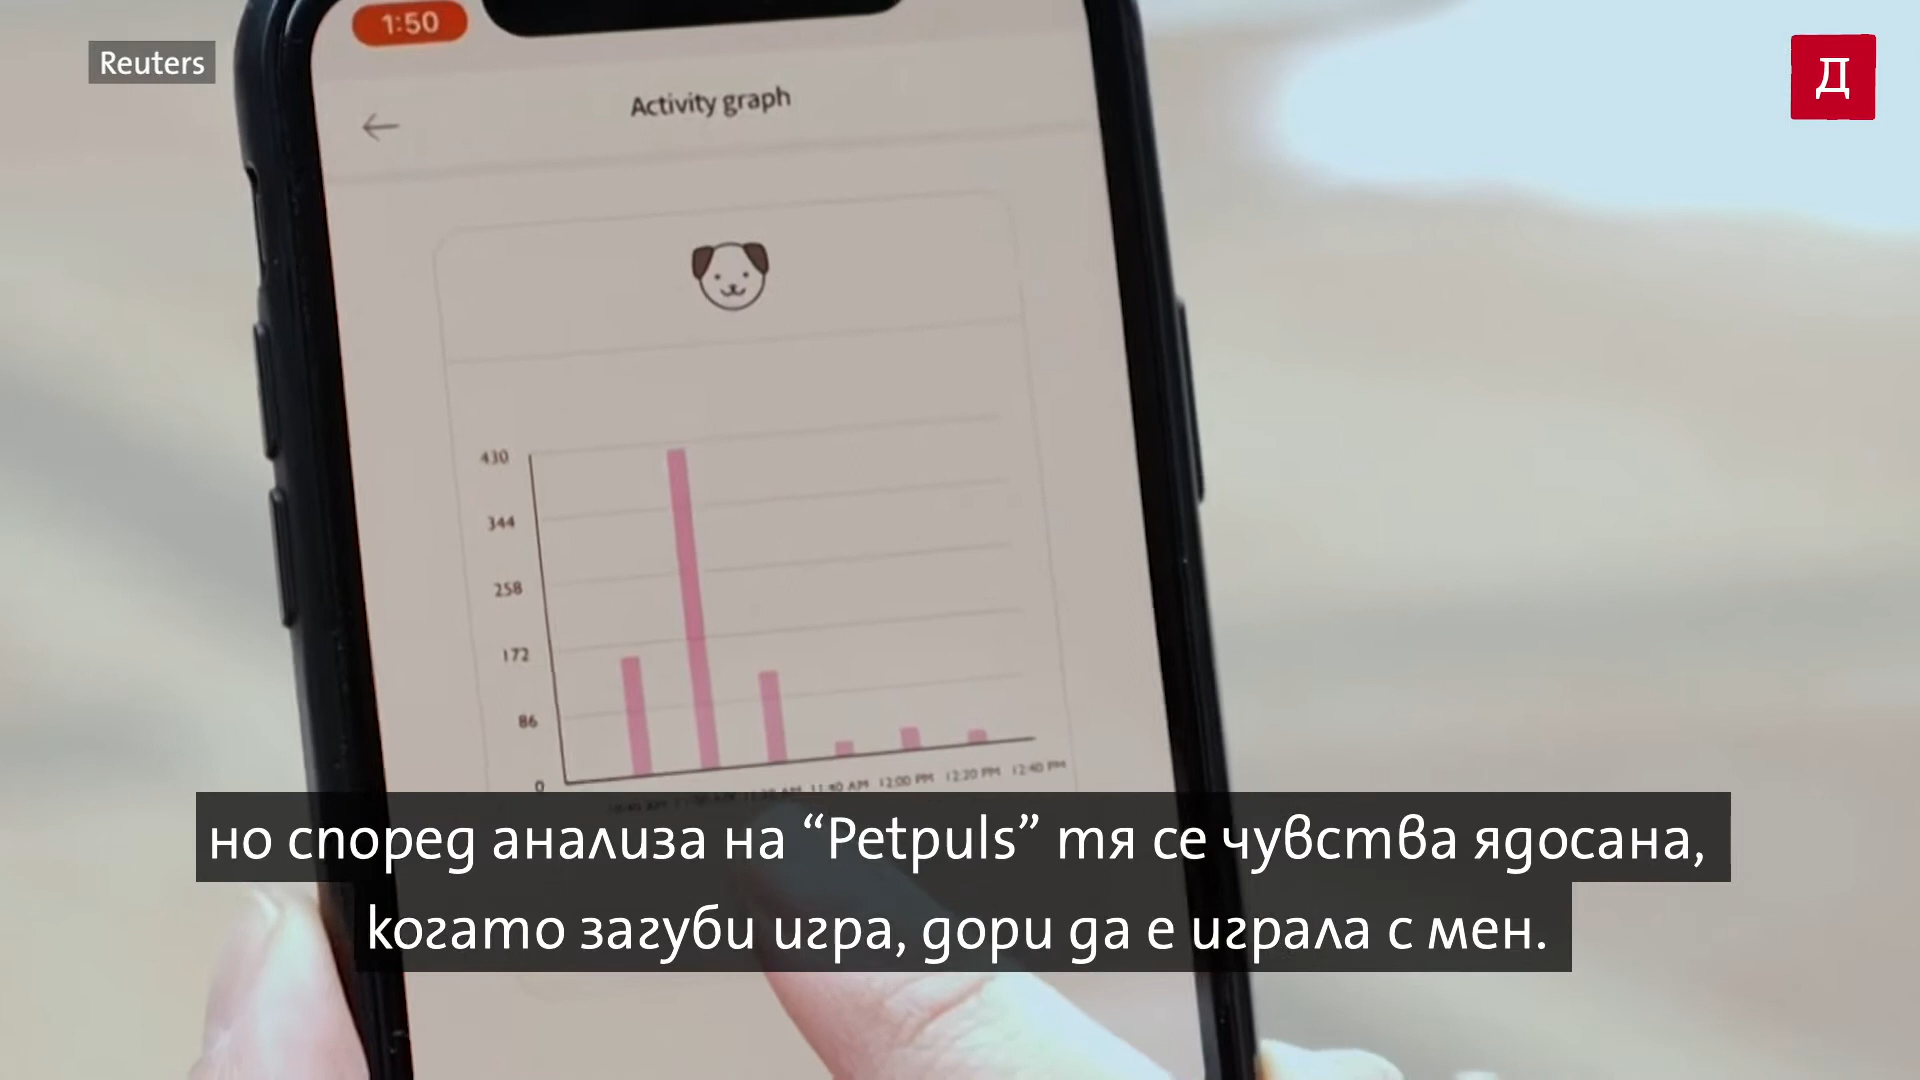 1:50
Reuters
Д
Activity graph
430
344
258
172
86
0
11:40 AM 12:00 PM 12:20 PM 12:40 PM
но според анализа на “Petpuls” тя се чувства ядосана,
когато загуби игра, дори да е играла с мен.